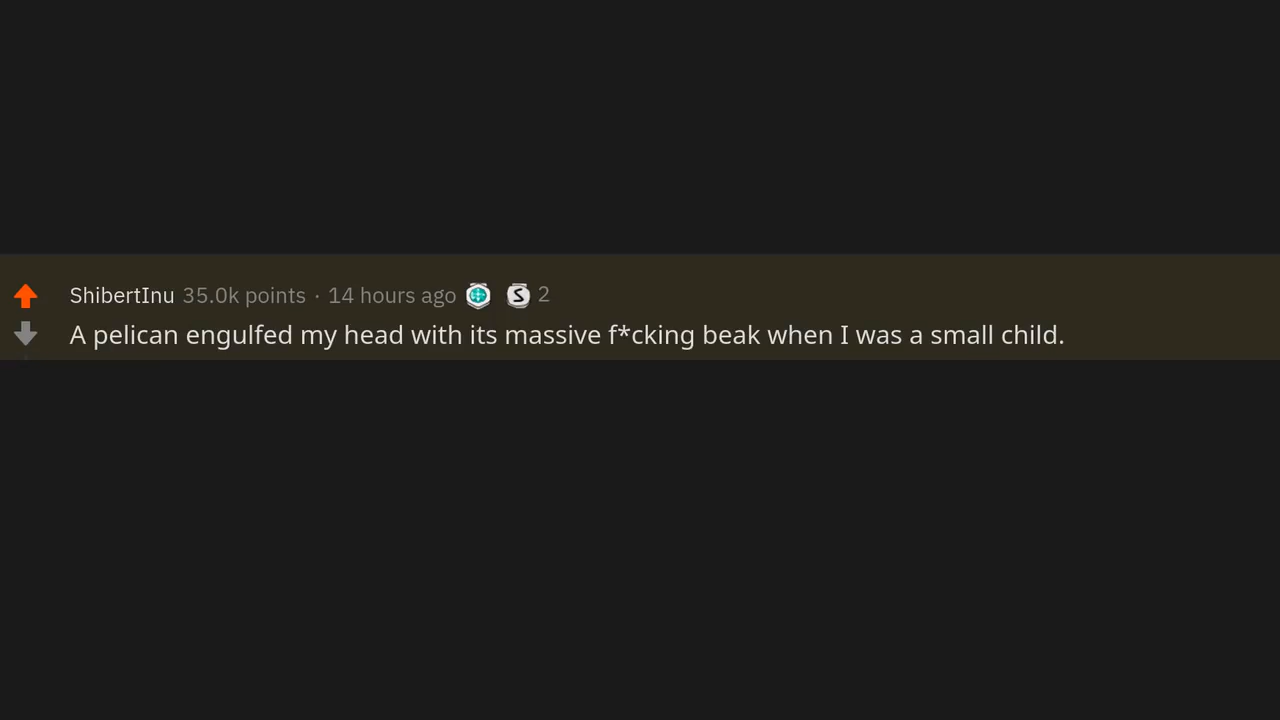 ShibertInu 35.0k points · 14 hours ago S 2
A pelican engulfed my head with its massive f*cking beak when I was a small child.